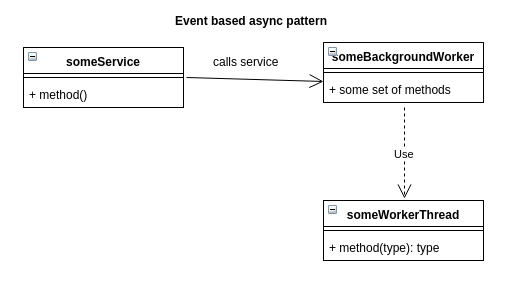 Event based async pattern
someService
calls service
someBackgroundWorker
+ method()
+ some set of methods
Use
someWorkerThread
+ method(type): type